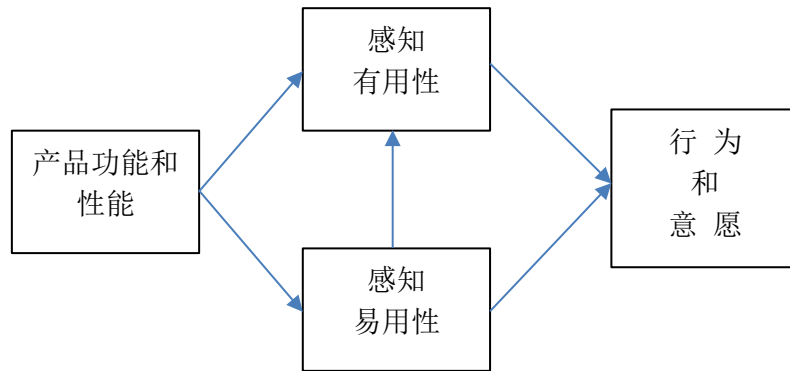 感知
有用性
产品功能和
性能
行 为
和
意 愿
感知
易用性